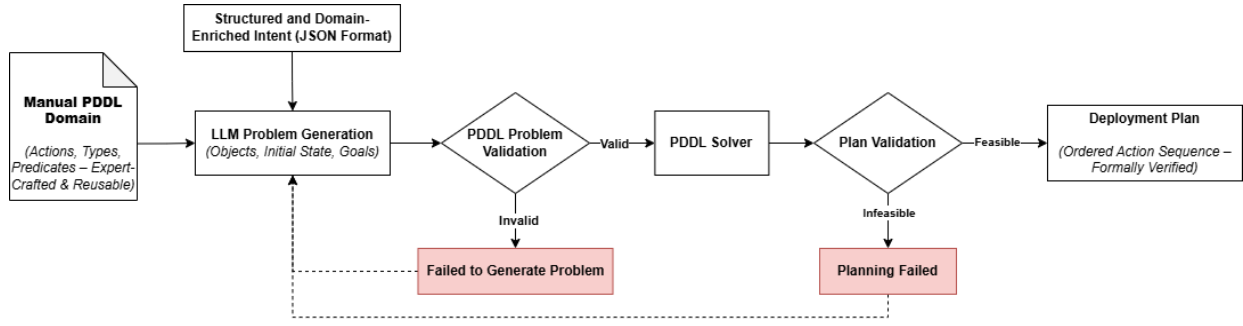 Structured and Domain-
Enriched Intent (JSON Format)
Manual PDDL
Domain
(Actions, Types,
Predicates – Expert-
Crafted & Reusable)
LLM Problem Generation
(Objects, Initial State, Goals)
PDDL Problem
Validation
Valid
PDDL Solver
Plan Validation
Feasible
Deployment Plan
(Ordered Action Sequence –
Formally Verified)
Invalid
Infeasible
Failed to Generate Problem
Planning Failed